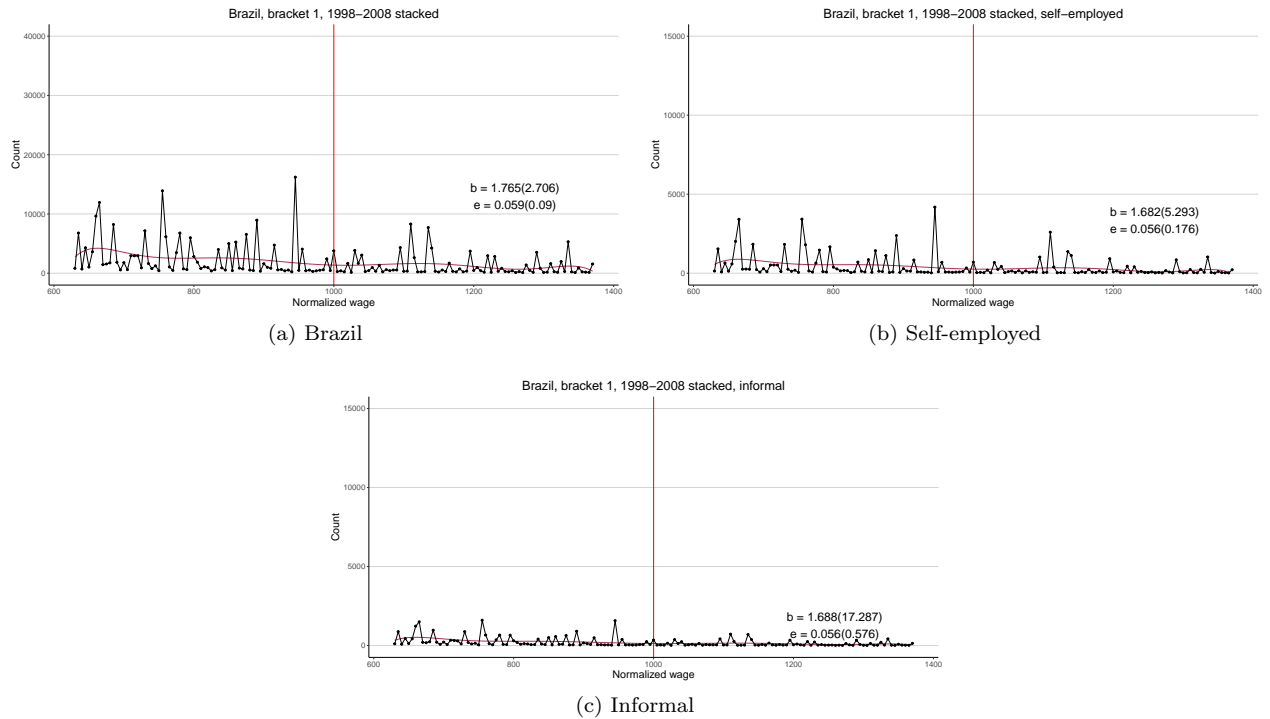 Brazil, bracket 1, 1998−2008 stacked
40000
30000
20000
10000
0
Count
b = 1.765(2.706)
e = 0.059(0.09)
600
800
1000
1200
1400
Normalized wage
(a) Brazil
Brazil, bracket 1, 1998−2008 stacked, self−employed
15000
10000
5000
0
Count
b = 1.682(5.293)
e = 0.056(0.176)
600
800
1000
1200
1400
Normalized wage
(b) Self-employed
Brazil, bracket 1, 1998−2008 stacked, informal
15000
10000
5000
0
Count
b = 1.688(17.287)
e = 0.056(0.576)
600
800
1000
1200
1400
Normalized wage
(c) Informal